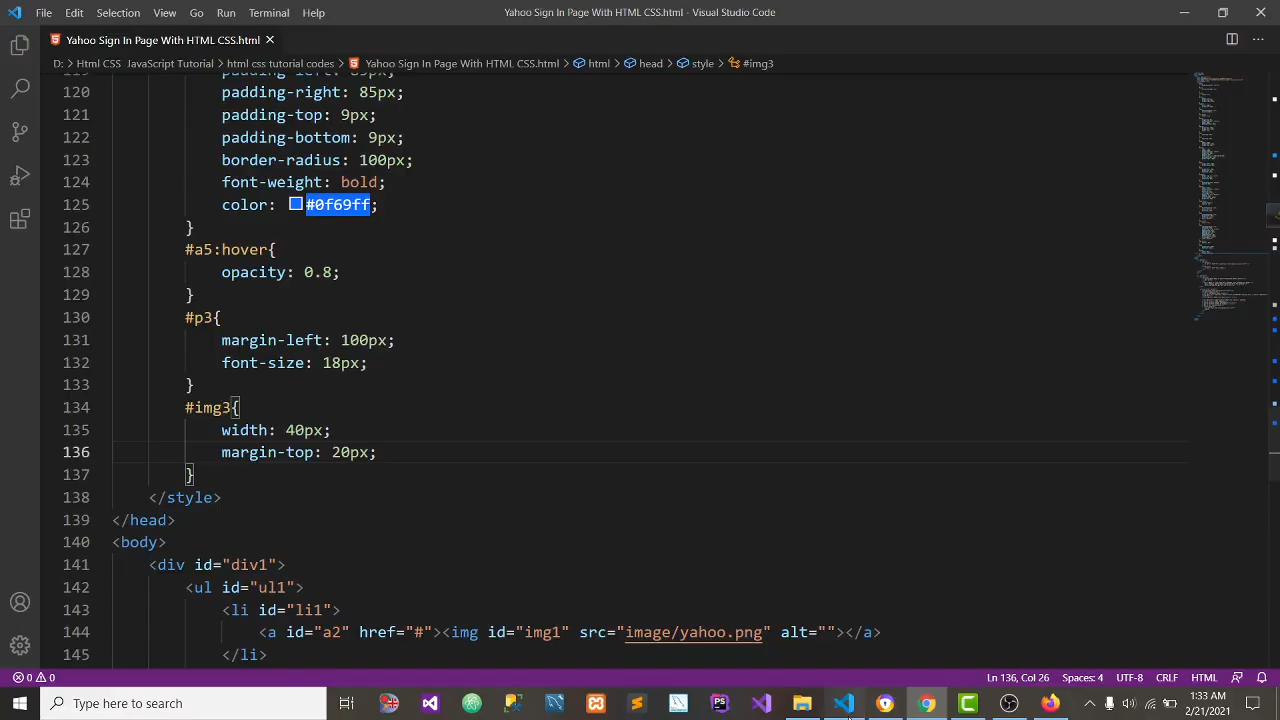 File Edit Selection View Go Run Terminal Help Yahoo Sign In Page With HTML CSS.html - Visual Studio Code
Yahoo Sign In Page With HTML CSS.html
D: > Html CSS JavaScript Tutorial > html css tutorial codes > Yahoo Sign In Page With HTML CSS.html > html > head > style > #img3
120 padding-right: 85px;
121 padding-top: 9px;
122 padding-bottom: 9px;
123 border-radius: 100px;
124 font-weight: bold;
125 color: #0f69ff;
126 }
127 #a5:hover{
128 opacity: 0.8;
129 }
130 #p3{
131 margin-left: 100px;
132 font-size: 18px;
133 }
134 #img3{
135 width: 40px;
136 margin-top: 20px;
137 }
138 </style>
139 </head>
140 <body>
141 <div id="div1">
142 <ul id="ul1">
143 <li id="li1">
144 <a id="a2" href="#"><img id="img1" src="image/yahoo.png" alt=""></a>
145 </li>
0 0 Ln 136, Col 26 Spaces: 4 UTF-8 CRLF HTML
Type here to search
1:33 AM
2/21/2021